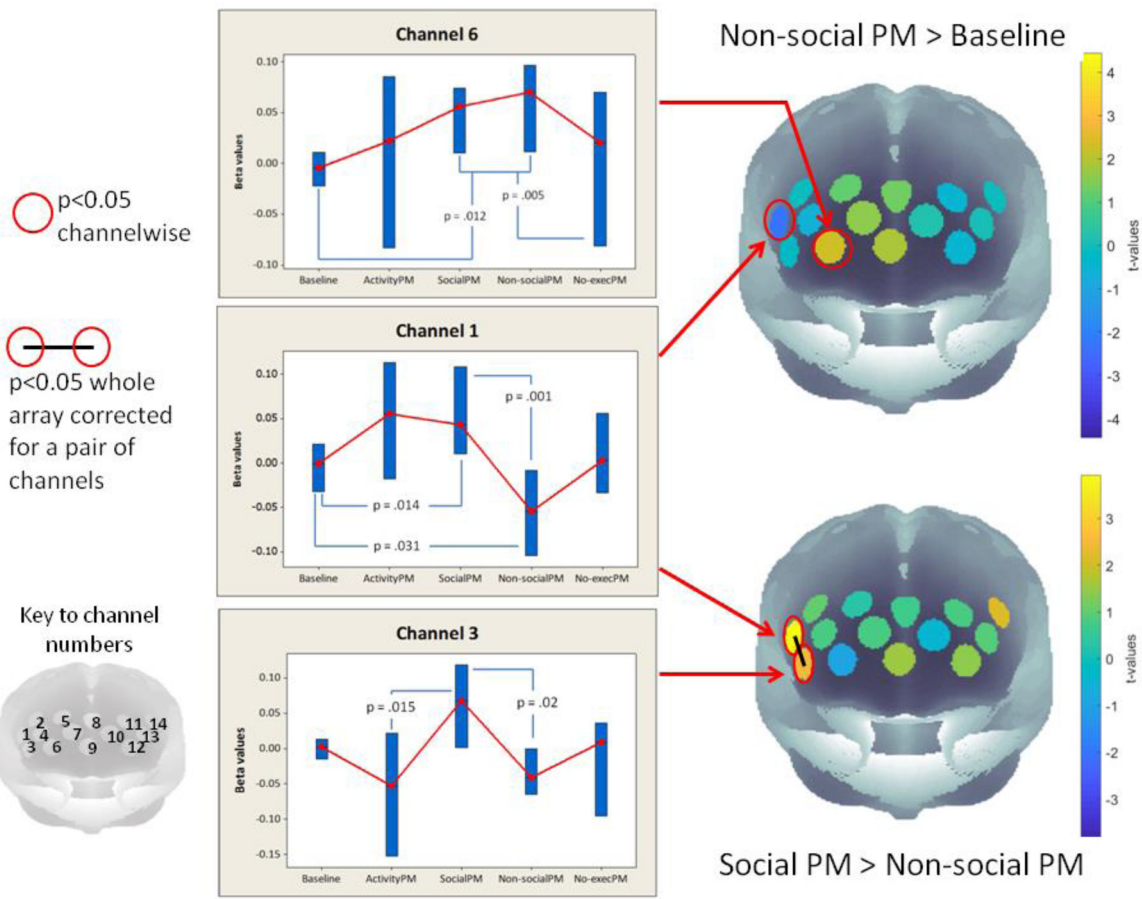 p<0.05
channelwise
p<0.05 whole
array corrected
for a pair of
channels
Key to channel
numbers
1 2 3 4 5 6 7 8 9 10 11 12 13 14
Channel 6
Beta values
0.10
0.05
0.00
-0.05
-0.10
p = .012
p = .005
Baseline ActivityPM SocialPM Non-socialPM No-execPM
Channel 1
Beta values
0.10
0.05
0.00
-0.05
-0.10
p = .001
p = .014
p = .031
Baseline ActivityPM SocialPM Non-socialPM No-execPM
Channel 3
Beta values
0.10
0.05
0.00
-0.05
-0.10
-0.15
p = .015
p = .02
Baseline ActivityPM SocialPM Non-socialPM No-execPM
Non-social PM > Baseline
4
3
2
1
0
-1
-2
-3
-4
t-values
3
2
1
0
-1
-2
-3
t-values
Social PM > Non-social PM